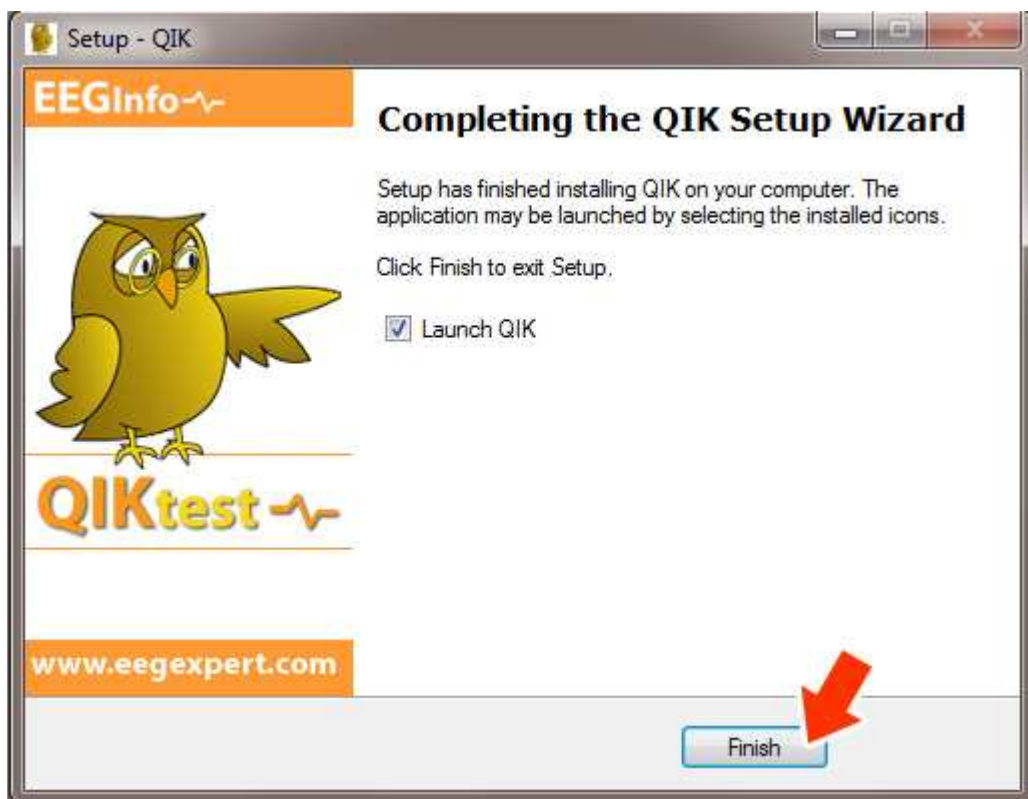 Setup - QIK
EEGInfo
Completing the QIK Setup Wizard
Setup has finished installing QIK on your computer. The
application may be launched by selecting the installed icons.
Click Finish to exit Setup.
Launch QIK
QIKtest
www.eegexpert.com
Finish